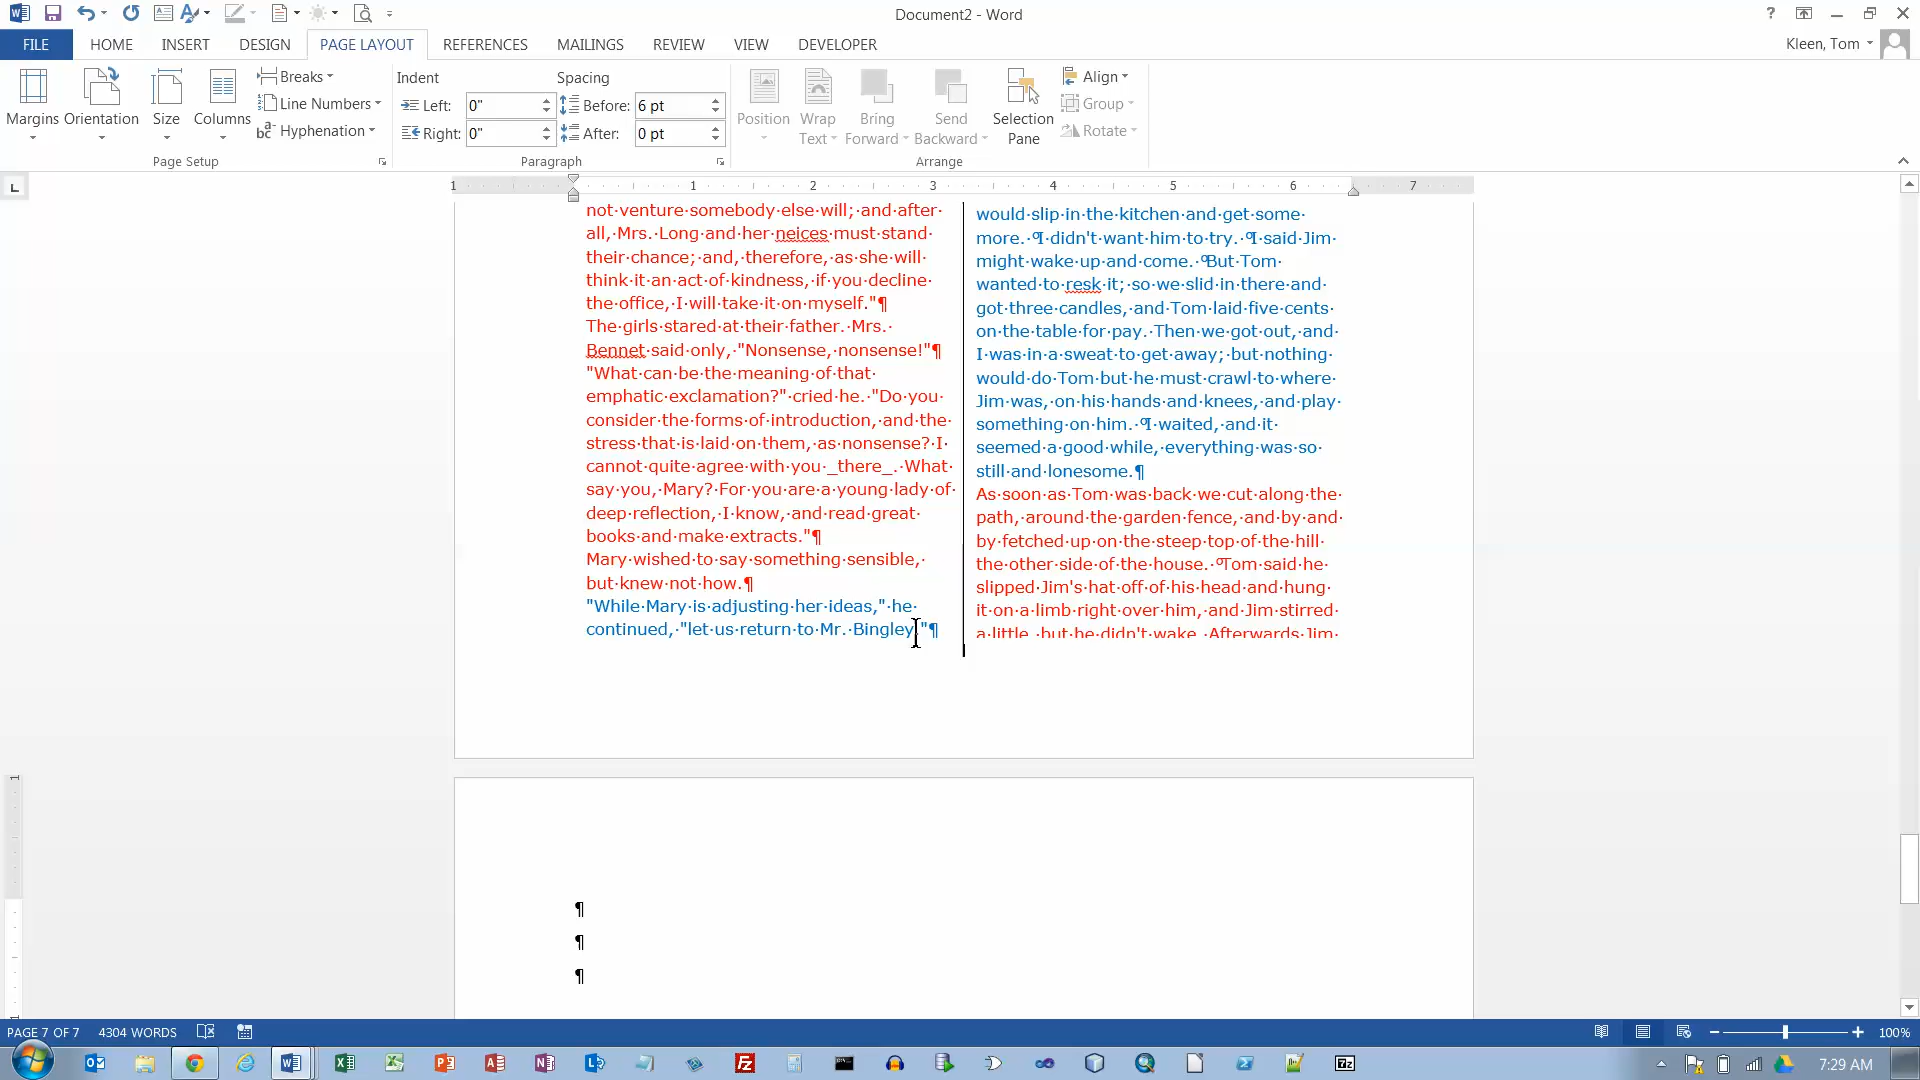 Document2 - Word
?
FILE
HOME
INSERT
DESIGN
PAGE LAYOUT
REFERENCES
MAILINGS
REVIEW
VIEW
DEVELOPER
Kleen, Tom
Margins
Orientation
Size
Columns
Breaks
Line Numbers
Hyphenation
Page Setup
Indent
Left: 0"
Right: 0"
Spacing
Before: 6 pt
After: 0 pt
Paragraph
Position
Wrap Text
Bring Forward
Send Backward
Selection Pane
Align
Group
Rotate
Arrange
L
1 1 2 3 4 5 6 7
not·venture·somebody·else·will;·and·after·
all,·Mrs.·Long·and·her·neices·must·stand·
their·chance;·and,·therefore,·as·she·will·
think·it·an·act·of·kindness,·if·you·decline·
the·office,·I·will·take·it·on·myself."¶
The·girls·stared·at·their·father.·Mrs.·
Bennet·said·only,·"Nonsense,·nonsense!"¶
"What·can·be·the·meaning·of·that·
emphatic·exclamation?"·cried·he.·"Do·you·
consider·the·forms·of·introduction,·and·the·
stress·that·is·laid·on·them,·as·nonsense?·I·
cannot·quite·agree·with·you·_there_.·What·
say·you,·Mary?·For·you·are·a·young·lady·of·
deep·reflection,·I·know,·and·read·great·
books·and·make·extracts."¶
Mary·wished·to·say·something·sensible,·
but·knew·not·how.¶
"While·Mary·is·adjusting·her·ideas,"·he·
continued,·"let·us·return·to·Mr.·Bingley."¶
would·slip·in·the·kitchen·and·get·some·
more.·°I·didn't·want·him·to·try.·°I·said·Jim·
might·wake·up·and·come.·°But·Tom·
wanted·to·resk·it;·so·we·slid·in·there·and·
got·three·candles,·and·Tom·laid·five·cents·
on·the·table·for·pay.·Then·we·got·out,·and·
I·was·in·a·sweat·to·get·away;·but·nothing·
would·do·Tom·but·he·must·crawl·to·where·
Jim·was,·on·his·hands·and·knees,·and·play·
something·on·him.·°I·waited,·and·it·
seemed·a·good·while,·everything·was·so·
still·and·lonesome.¶
As·soon·as·Tom·was·back·we·cut·along·the·
path,·around·the·garden·fence,·and·by·and·
by·fetched·up·on·the·steep·top·of·the·hill·
the·other·side·of·the·house.·°Tom·said·he·
slipped·Jim's·hat·off·of·his·head·and·hung·
it·on·a·limb·right·over·him,·and·Jim·stirred·
a·little,·but·he·didn't·wake.·Afterwards·Jim·
1
¶
¶
¶
PAGE 7 OF 7
4304 WORDS
100%
7:29 AM